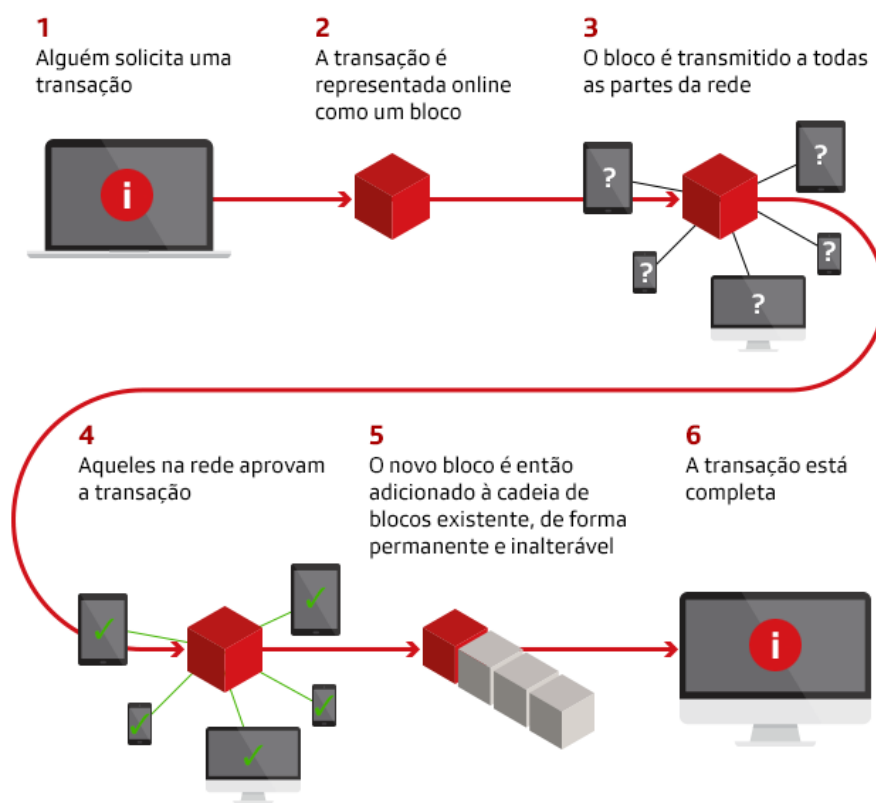 1
Alguém solicita uma
transação
2
A transação é
representada online
como um bloco
3
O bloco é transmitido a todas
as partes da rede
i
?
?
?
?
?
4
Aqueles na rede aprovam
a transação
5
O novo bloco é então
adicionado à cadeia de
blocos existente, de forma
permanente e inalterável
6
A transação está
completa
i